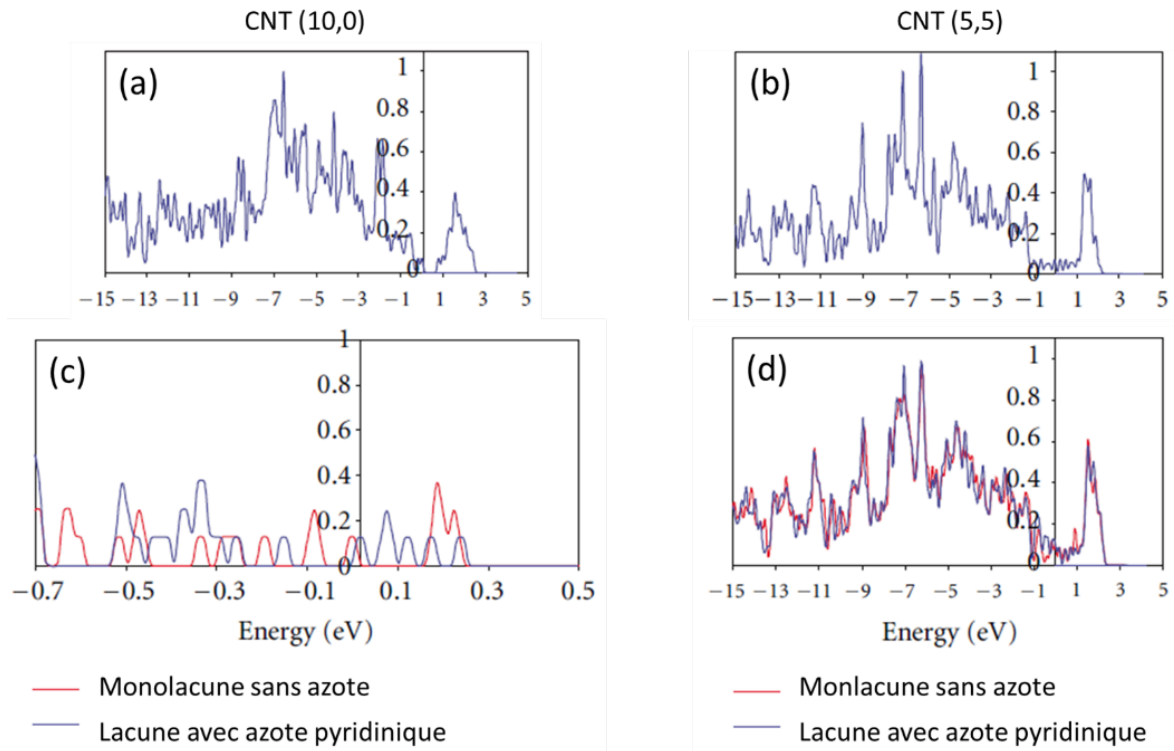 CNT (10,0)
CNT (5,5)
(a)
1
0.8
0.6
0.4
0.2
0
−15 −13 −11 −9 −7 −5 −3 −1 1 3 5
(b)
1
0.8
0.6
0.4
0.2
0
−15 −13 −11 −9 −7 −5 −3 −1 1 3 5
(c)
1
0.8
0.6
0.4
0.2
0
−0.7 −0.5 −0.3 −0.1 0.1 0.3 0.5
Energy (eV)
(d)
1
0.8
0.6
0.4
0.2
0
−15 −13 −11 −9 −7 −5 −3 −1 1 3 5
Energy (eV)
Monolacune sans azote
Lacune avec azote pyridinique
Monlacune sans azote
Lacune avec azote pyridinique